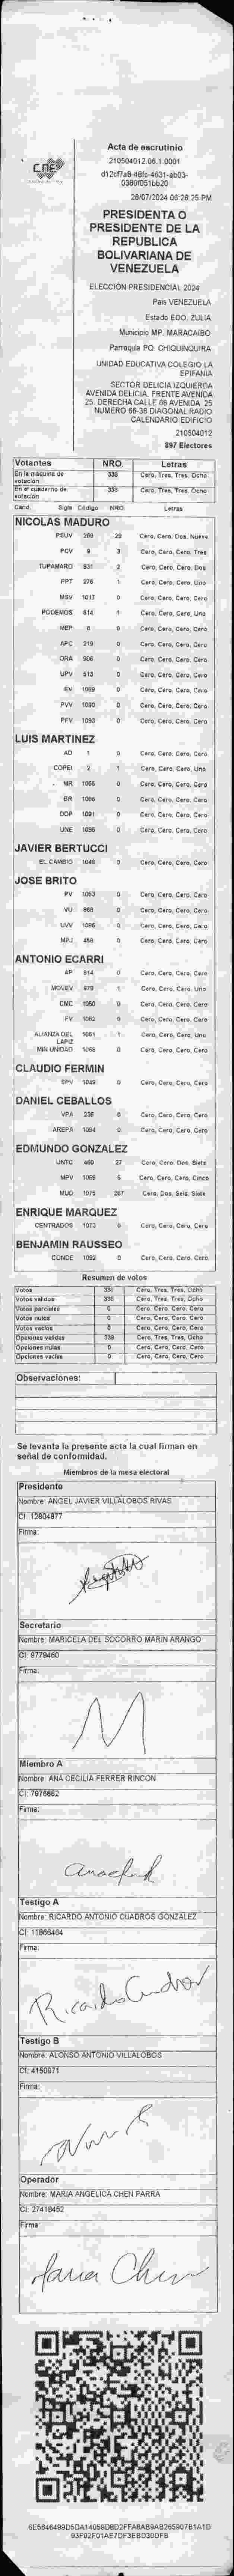 CNE
Acta de escrutinio
210504012.06.1.0001
d12cf7a8-48fc-4631-ab03-
0380f051bb20
28/07/2024 06:28:25 PM
PRESIDENTA O
PRESIDENTE DE LA
REPUBLICA
BOLIVARIANA DE
VENEZUELA
ELECCIÓN PRESIDENCIAL 2024
Pais VENEZUELA
Estado EDO. ZULIA
Municipio MP. MARACAIBO
Parroquia PQ. CHIQUINQUIRA
UNIDAD EDUCATIVA COLEGIO LA
EPIFANIA
SECTOR DELICIA IZQUIERDA
AVENIDA DELICIA. FRENTE AVENIDA
25. DERECHA CALLE 66 AVENIDA 25
NUMERO 66-38 DIAGONAL RADIO
CALENDARIO EDIFICIO
210504012
897 Electores
Votantes NRO. Letras
En la máquina de votación 338 Cero, Tres, Tres, Ocho
En el cuaderno de votación 338 Cero, Tres, Tres, Ocho
Cand. Sigla Código NRO. Letras
NICOLAS MADURO
PSUV 269 29 Cero, Cero, Dos, Nueve
PCV 9 3 Cero, Cero, Cero, Tres
TUPAMARO 931 2 Cero, Cero, Cero, Dos
PPT 276 1 Cero, Cero, Cero, Uno
MSV 1017 0 Cero, Cero, Cero, Cero
PODEMOS 614 1 Cero, Cero, Cero, Uno
MEP 6 0 Cero, Cero, Cero, Cero
APC 219 0 Cero, Cero, Cero, Cero
ORA 906 0 Cero, Cero, Cero, Cero
UPV 513 0 Cero, Cero, Cero, Cero
EV 1069 0 Cero, Cero, Cero, Cero
PVV 1090 0 Cero, Cero, Cero, Cero
PFV 1093 0 Cero, Cero, Cero, Cero
LUIS MARTINEZ
AD 1 0 Cero, Cero, Cero, Cero
COPEI 2 1 Cero, Cero, Cero, Uno
MR 1065 0 Cero, Cero, Cero, Cero
BR 1066 0 Cero, Cero, Cero, Cero
DDP 1091 0 Cero, Cero, Cero, Cero
UNE 1096 0 Cero, Cero, Cero, Cero
JAVIER BERTUCCI
EL CAMBIO 1048 0 Cero, Cero, Cero, Cero
JOSE BRITO
PV 1053 0 Cero, Cero, Cero, Cero
VU 868 0 Cero, Cero, Cero, Cero
UVV 1086 0 Cero, Cero, Cero, Cero
MPJ 458 0 Cero, Cero, Cero, Cero
ANTONIO ECARRI
AP 814 0 Cero, Cero, Cero, Cero
MOVEV 979 1 Cero, Cero, Cero, Uno
CMC 1050 0 Cero, Cero, Cero, Cero
FV 1082 0 Cero, Cero, Cero, Cero
ALIANZA DEL LAPIZ 1061 1 Cero, Cero, Cero, Uno
MIN UNIDAD 1068 0 Cero, Cero, Cero, Cero
CLAUDIO FERMIN
SPV 1049 0 Cero, Cero, Cero, Cero
DANIEL CEBALLOS
VPA 238 0 Cero, Cero, Cero, Cero
AREPA 1094 0 Cero, Cero, Cero, Cero
EDMUNDO GONZALEZ
UNTC 460 27 Cero, Cero, Dos, Siete
MPV 1069 5 Cero, Cero, Cero, Cinco
MUD 1075 267 Cero, Dos, Seis, Siete
ENRIQUE MARQUEZ
CENTRADOS 1073 0 Cero, Cero, Cero, Cero
BENJAMIN RAUSSEO
CONDE 1092 0 Cero, Cero, Cero, Cero
Resumen de votos
Votos 338 Cero, Tres, Tres, Ocho
Votos validos 338 Cero, Tres, Tres, Ocho
Votos parciales 0 Cero, Cero, Cero, Cero
Votos nulos 0 Cero, Cero, Cero, Cero
Votos vacíos 0 Cero, Cero, Cero, Cero
Opciones validas 338 Cero, Tres, Tres, Ocho
Opciones nulas 0 Cero, Cero, Cero, Cero
Opciones vacías 0 Cero, Cero, Cero, Cero
Observaciones:
Se levanta la presente acta la cual firman en
señal de conformidad.
Miembros de la mesa electoral
Presidente
Nombre: ANGEL JAVIER VILLALOBOS RIVAS
CI: 12804877
Firma:
Secretario
Nombre: MARICELA DEL SOCORRO MARIN ARANGO
CI: 9779460
Firma:
M
Miembro A
Nombre: ANA CECILIA FERRER RINCON
CI: 7976862
Firma:
Testigo A
Nombre: RICARDO ANTONIO CUADROS GONZALEZ
CI: 11866464
Firma:
Ricardo Cuadros
Testigo B
Nombre: ALONSO ANTONIO VILLALOBOS
CI: 4150971
Firma:
Operador
Nombre: MARIA ANGELICA CHEN PARRA
CI: 27418452
Firma:
Maria Chen
6E5646499D5DA14059D8D2FFA8AB9AB265907B1A1D
93F92F01AE7DF3EBD30DFB